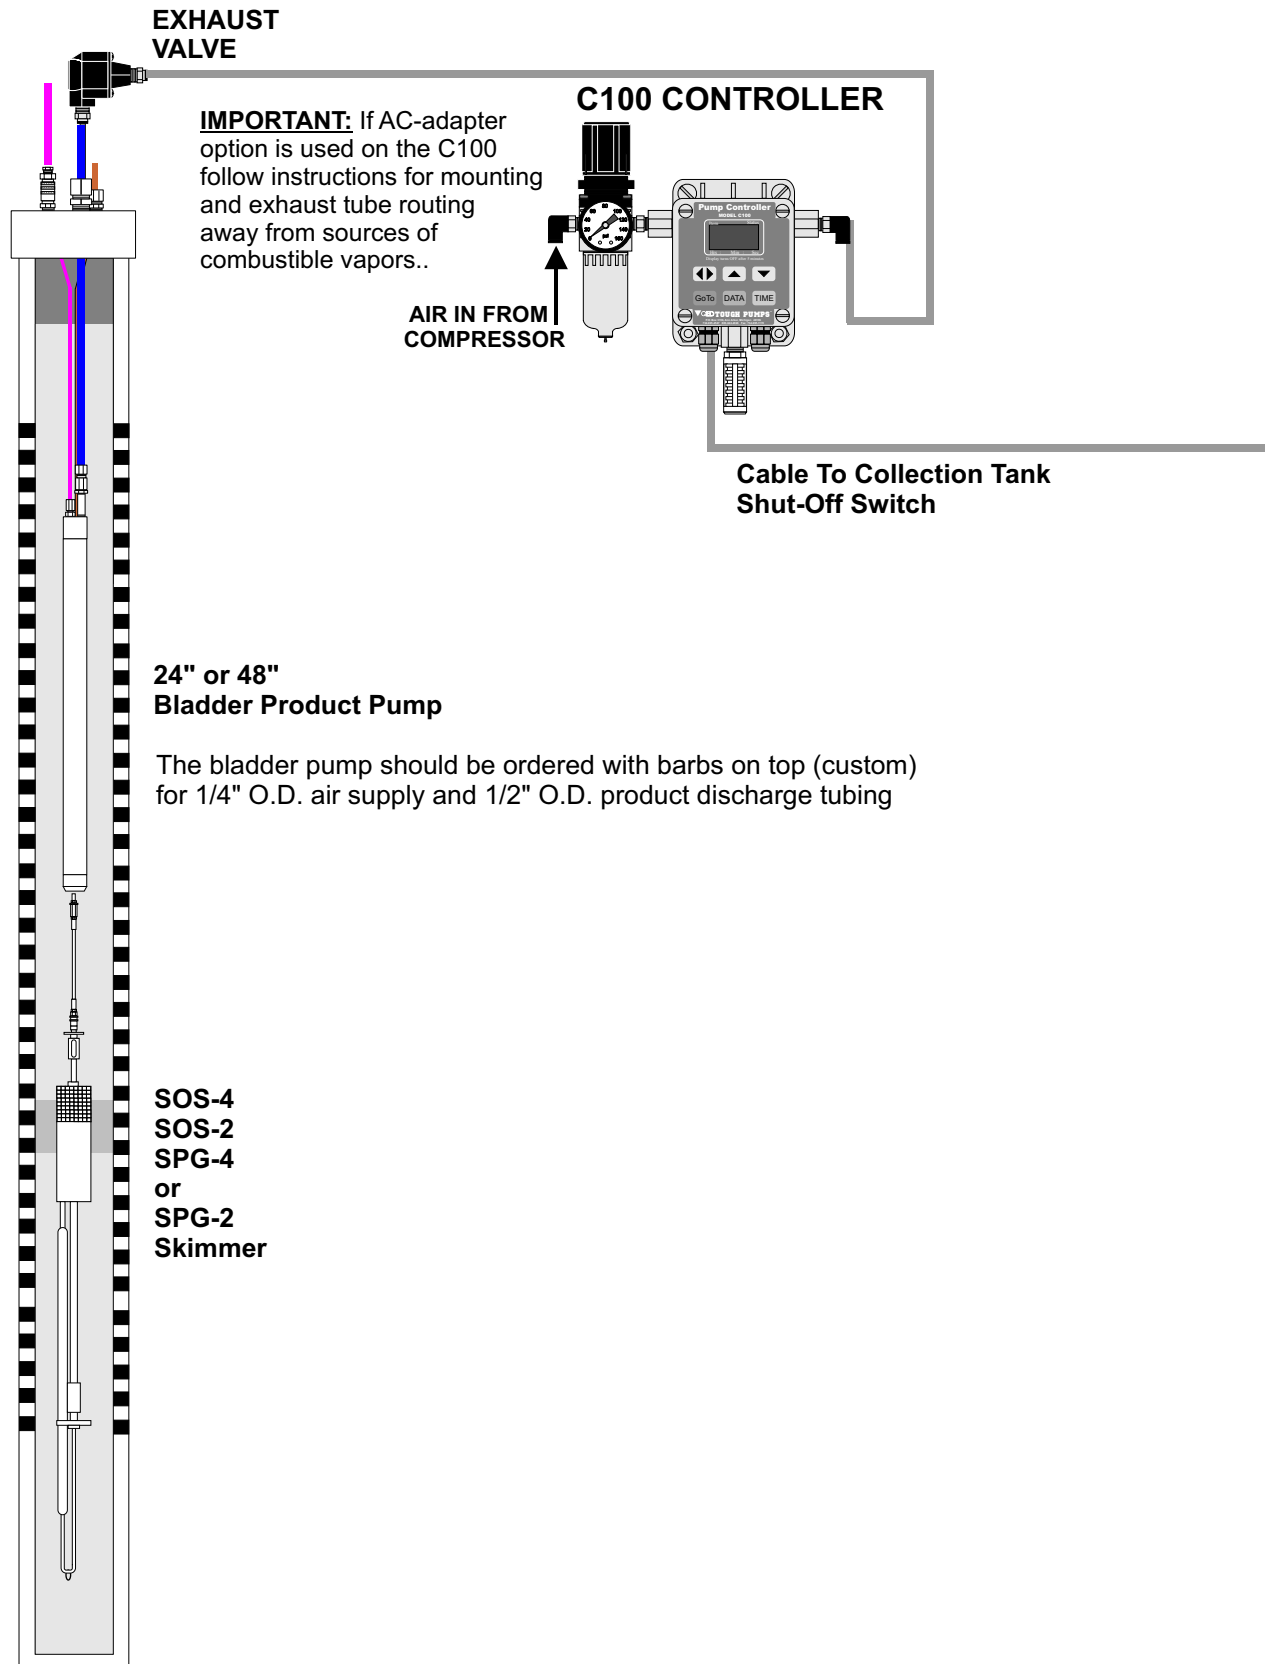 EXHAUST
VALVE
C100 CONTROLLER
IMPORTANT: If AC-adapter
option is used on the C100
follow instructions for mounting
and exhaust tube routing
away from sources of
combustible vapors..
Pump Controller
MODEL C100
psi
GoTo DATA TIME
TOUGH PUMPS
AIR IN FROM
COMPRESSOR
Cable To Collection Tank
Shut-Off Switch
24" or 48"
Bladder Product Pump
The bladder pump should be ordered with barbs on top (custom)
for 1/4" O.D. air supply and 1/2" O.D. product discharge tubing
SOS-4
SOS-2
SPG-4
or
SPG-2
Skimmer